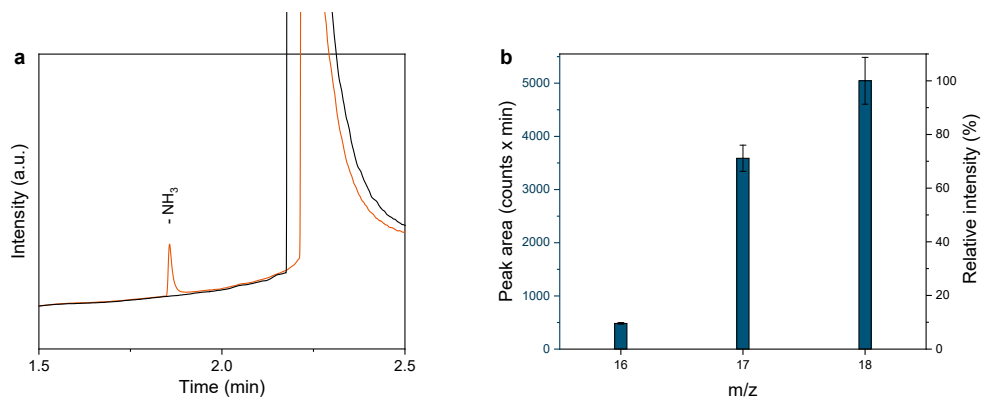 a
Intensity (a.u.)
- NH₃
1.5
2.0
2.5
Time (min)
b
Peak area (counts x min)
5000
4000
3000
2000
1000
0
16
17
18
m/z
100
80
60
40
20
0
Relative intensity (%)